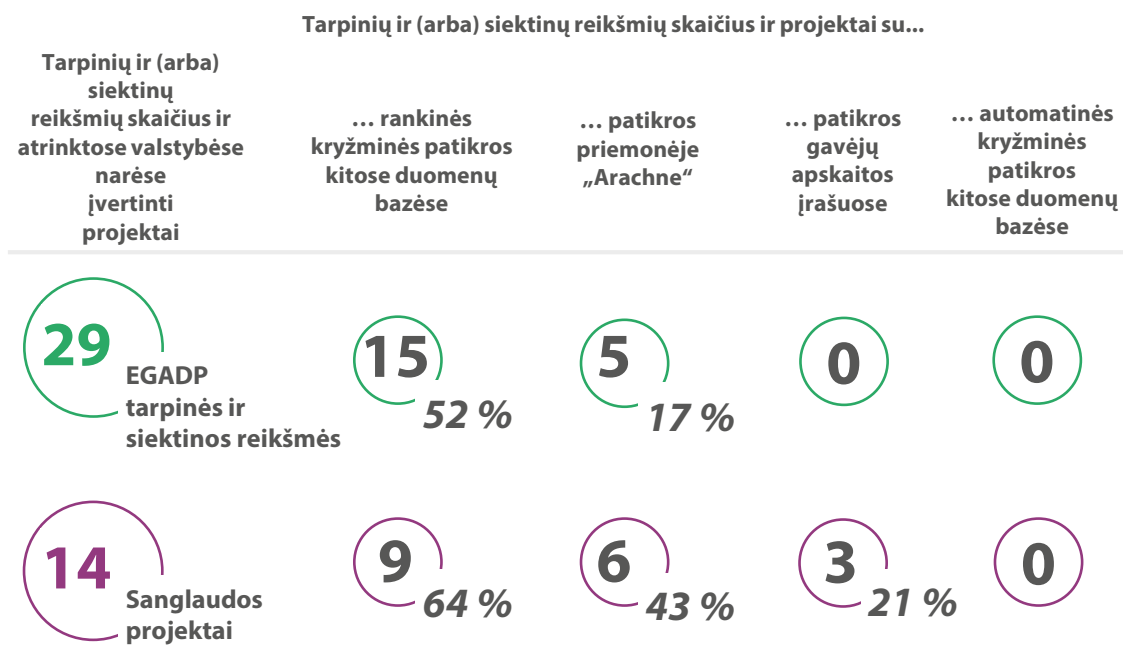 Tarpinių ir (arba) siektinų reikšmių skaičius ir projektai su...
Tarpinių ir (arba)
siektinų
reikšmių skaičius ir
atrinktose valstybėse
narėse
įvertinti
projektai
… rankinės
kryžminės patikros
kitose duomenų
bazėse
… patikros
priemonėje
„Arachne“
… patikros
gavėjų
apskaitos
įrašuose
… automatinės
kryžminės
patikros
kitose duomenų
bazėse
29
EGADP
tarpinės ir
siektinos reikšmės
15
52 %
5
17 %
0
0
14
Sanglaudos
projektai
9
64 %
6
43 %
3
21 %
0